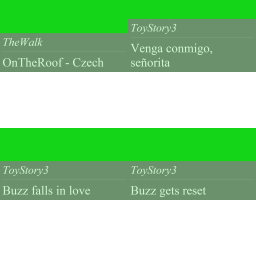 TheWalk
OnTheRoof - Czech
ToyStory3
Venga conmigo,
señorita
ToyStory3
Buzz falls in love
ToyStory3
Buzz gets reset